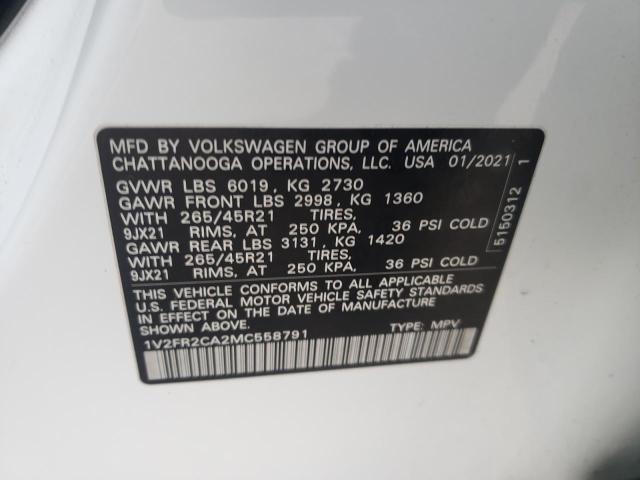 MFD BY VOLKSWAGEN GROUP OF AMERICA
CHATTANOOGA OPERATIONS, LLC. USA 01/2021
GVWR LBS 6019, KG 2730
GAWR FRONT LBS 2998, KG 1360
WITH 265/45R21 TIRES,
9JX21 RIMS, AT 250 KPA, 36 PSI COLD
GAWR REAR LBS 3131, KG 1420
WITH 265/45R21 TIRES,
9JX21 RIMS, AT 250 KPA, 36 PSI COLD
THIS VEHICLE CONFORMS TO ALL APPLICABLE
U.S. FEDERAL MOTOR VEHICLE SAFETY STANDARDS
IN EFFECT ON THE DATE OF MANUFACTURE
SHOWN ABOVE.
1V2FR2CA2MC558791 TYPE: MPV
5150312 1